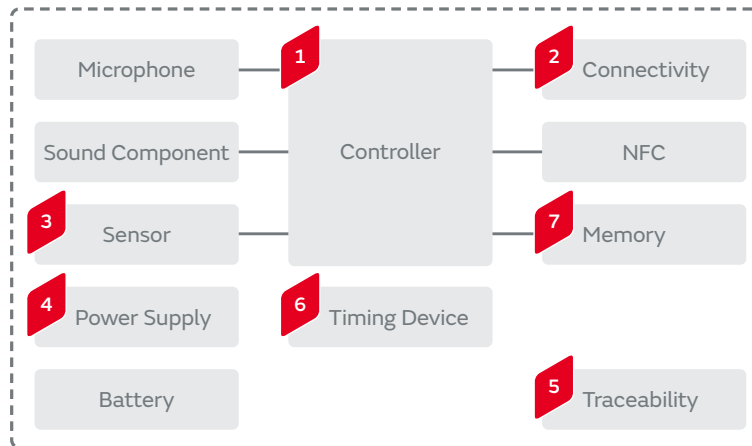 Microphone
1
2
Connectivity
Sound Component
Controller
NFC
3
Sensor
7
Memory
4
Power Supply
6
Timing Device
Battery
5
Traceability